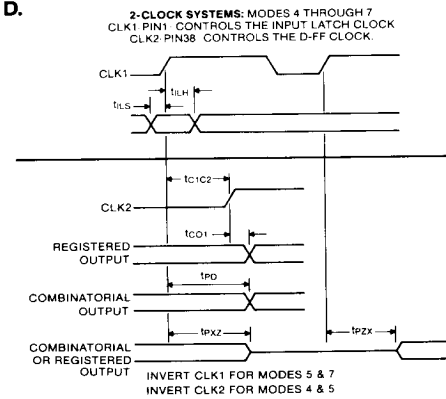 D.
2-CLOCK SYSTEMS: MODES 4 THROUGH 7
CLK1·PIN1 CONTROLS THE INPUT LATCH CLOCK
CLK2·PIN38 CONTROLS THE D-FF CLOCK.
CLK1
tILH
tILS
tC1C2
CLK2
tCO1
REGISTERED
OUTPUT
tPD
COMBINATORIAL
OUTPUT
tPXZ
tPZX
COMBINATORIAL
OR REGISTERED
OUTPUT
INVERT CLK1 FOR MODES 5 & 7
INVERT CLK2 FOR MODES 4 & 5